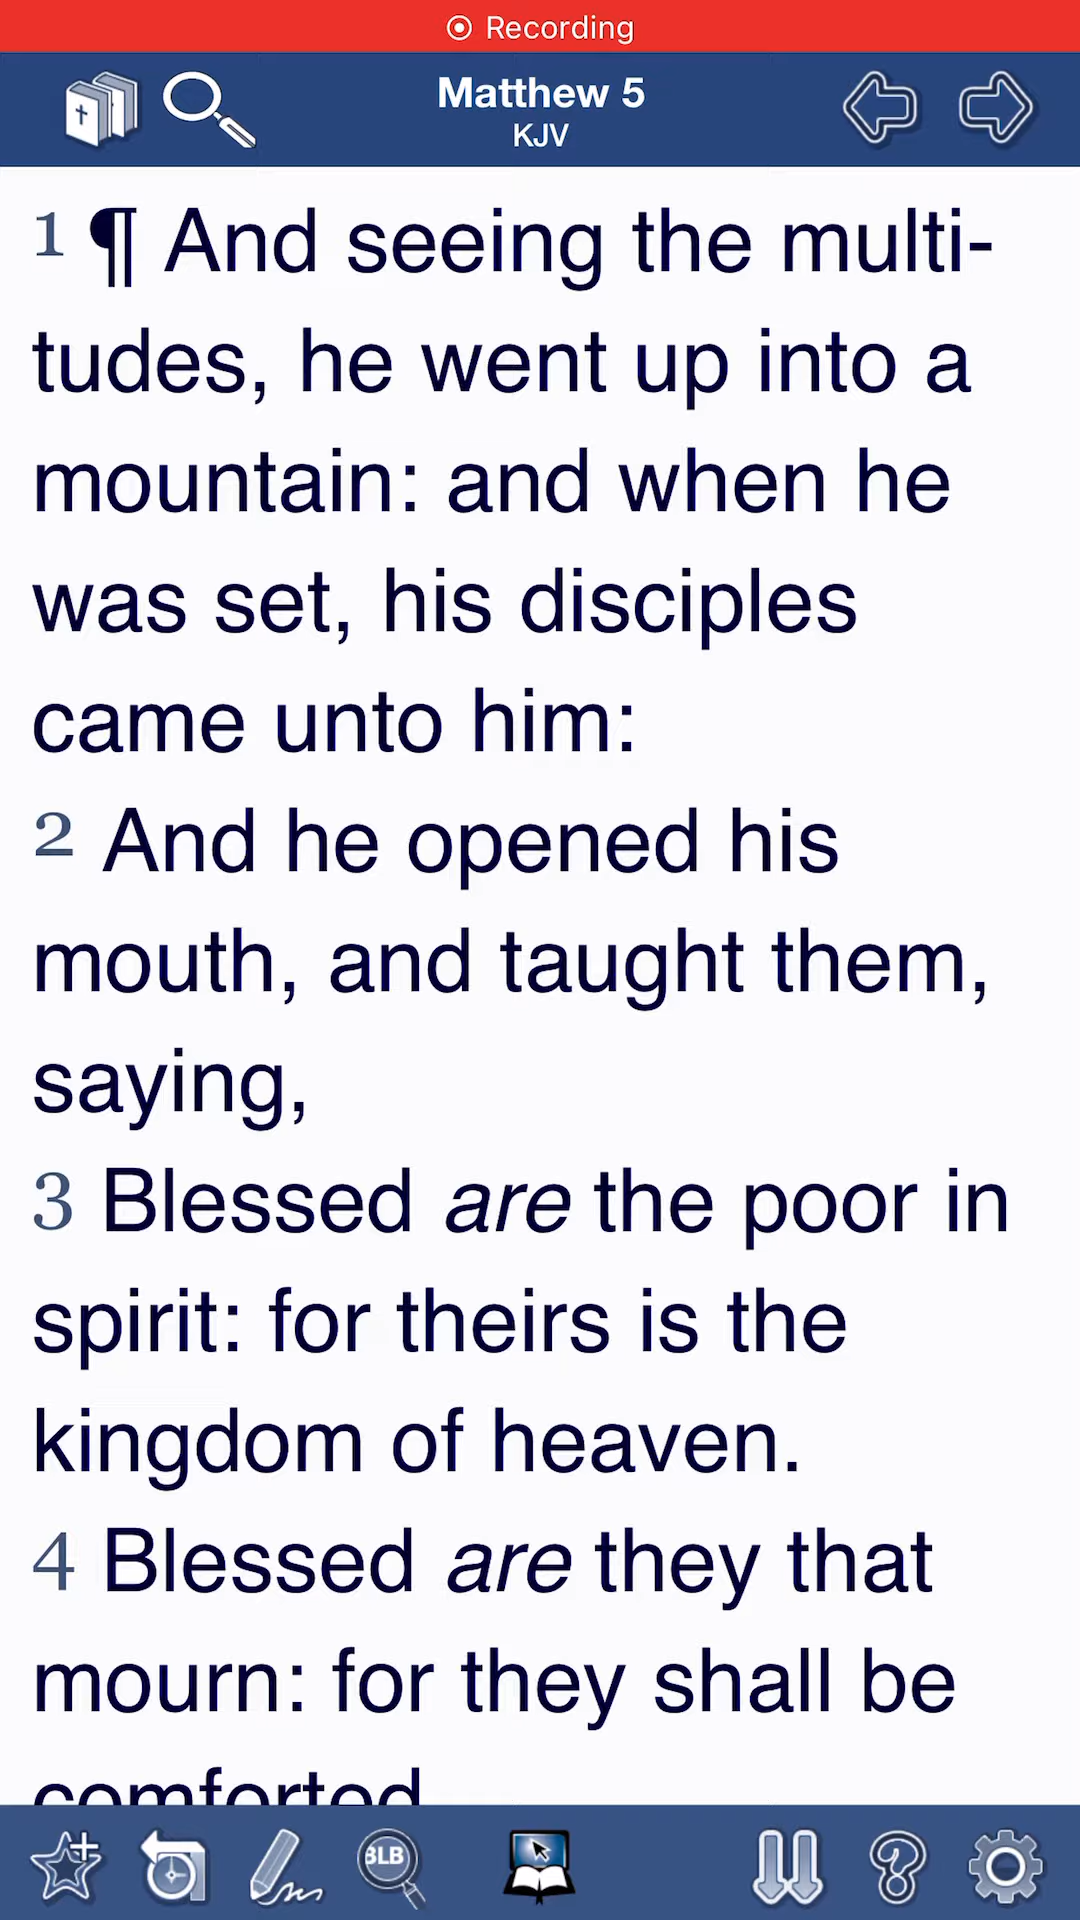 Recording
Matthew 5
KJV
1 ¶ And seeing the multi-
tudes, he went up into a
mountain: and when he
was set, his disciples
came unto him:
2 And he opened his
mouth, and taught them,
saying,
3 Blessed are the poor in
spirit: for theirs is the
kingdom of heaven.
4 Blessed are they that
mourn: for they shall be
comforted
BLB